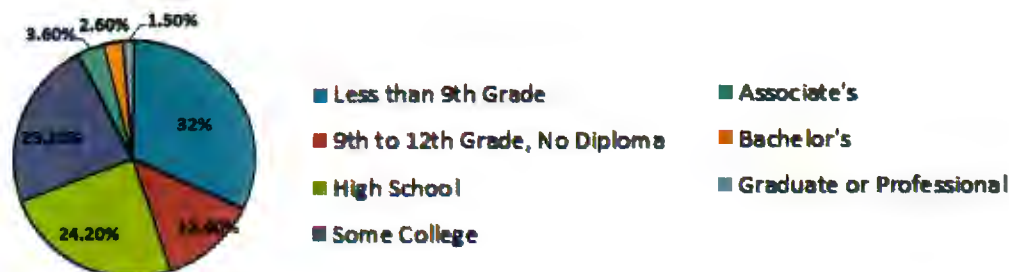 2.60%
1.50%
3.60%
32%
24.20%
Less than 9th Grade
9th to 12th Grade, No Diploma
High School
Some College
Associate's
Bachelor's
Graduate or Professional